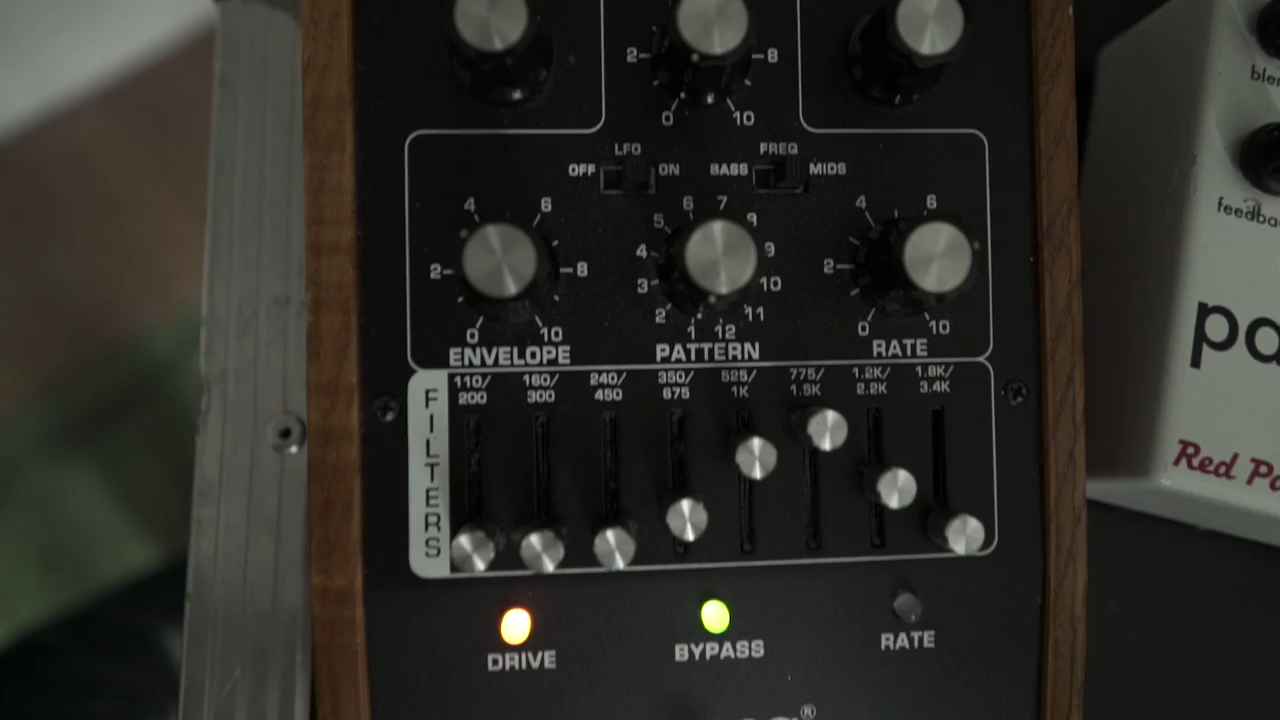 2 8
0 10
LFO
OFF ON
FREQ
BASS MIDS
4 6
2 8
0 10
ENVELOPE
5 6 7 8
4 9
3 10
2 1 12 11
PATTERN
4 6
2
0 10
RATE
FILTERS
110/
200
160/
300
240/
450
350/
675
525/
1K
775/
1.5K
1.2K/
2.2K
1.8K/
3.4K
DRIVE
BYPASS
RATE
®
Red